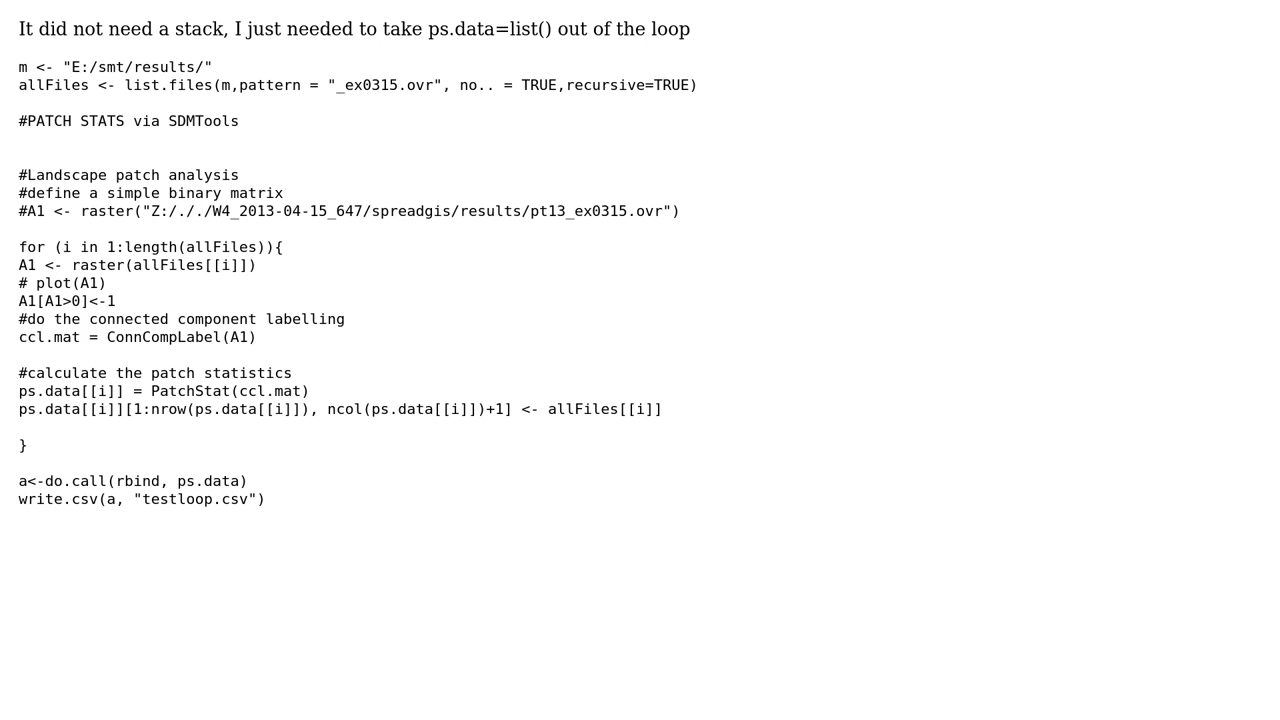 It did not need a stack, I just needed to take ps.data=list() out of the loop
m <- "E:/smt/results/"
allFiles <- list.files(m,pattern = "_ex0315.ovr", no.. = TRUE,recursive=TRUE)
#PATCH STATS via SDMTools
#Landscape patch analysis
#define a simple binary matrix
#A1 <- raster("Z:/././W4_2013-04-15_647/spreadgis/results/pt13_ex0315.ovr")
for (i in 1:length(allFiles)){
A1 <- raster(allFiles[[i]])
# plot(A1)
A1[A1>0]<-1
#do the connected component labelling
ccl.mat = ConnCompLabel(A1)
#calculate the patch statistics
ps.data[[i]] = PatchStat(ccl.mat)
ps.data[[i]][1:nrow(ps.data[[i]]), ncol(ps.data[[i]])+1] <- allFiles[[i]]
}
a<-do.call(rbind, ps.data)
write.csv(a, "testloop.csv")